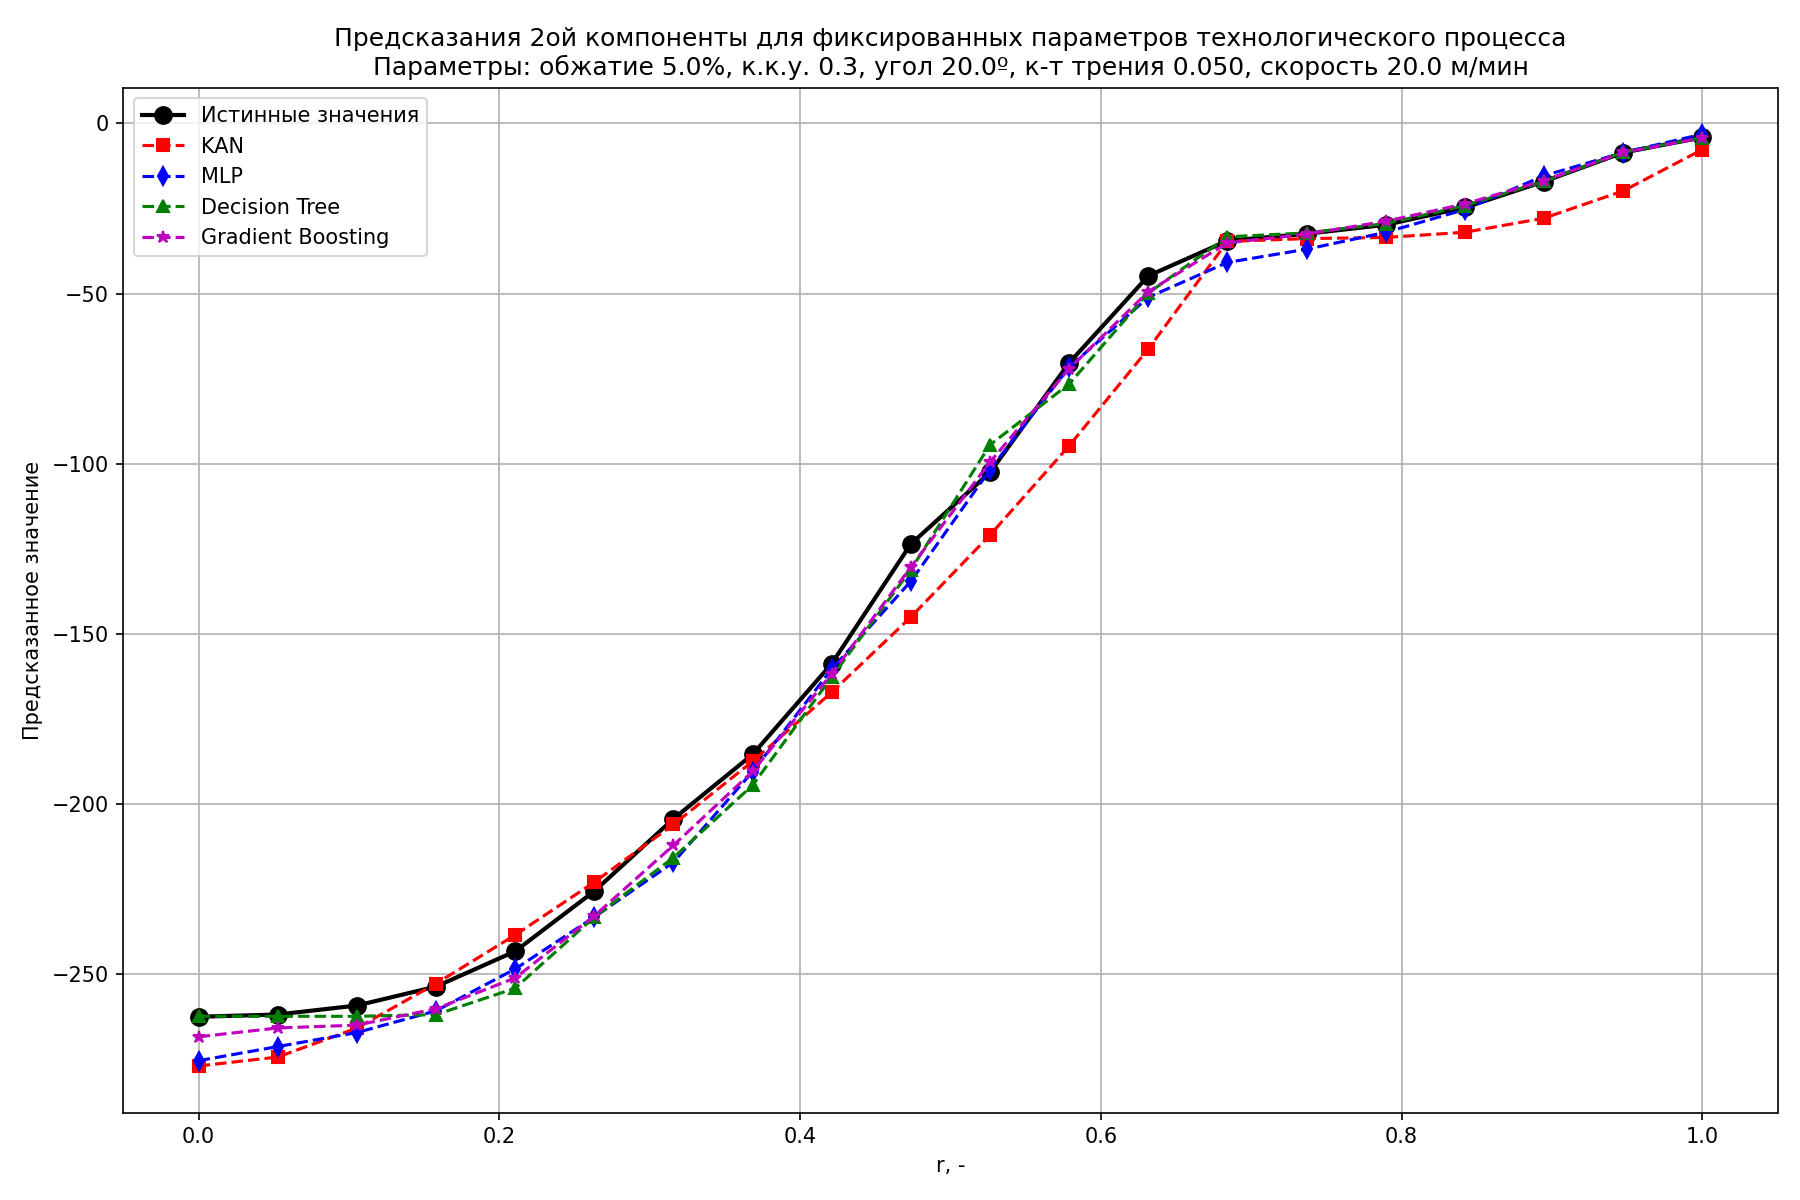 Предсказания 2ой компоненты для фиксированных параметров технологического процесса
Параметры: обжатие 5.0%, к.к.у. 0.3, угол 20.0º, к-т трения 0.050, скорость 20.0 м/мин
Истинные значения
KAN
MLP
Decision Tree
Gradient Boosting
Предсказанное значение
0
−50
−100
−150
−200
−250
0.0 0.2 0.4 0.6 0.8 1.0
r, -